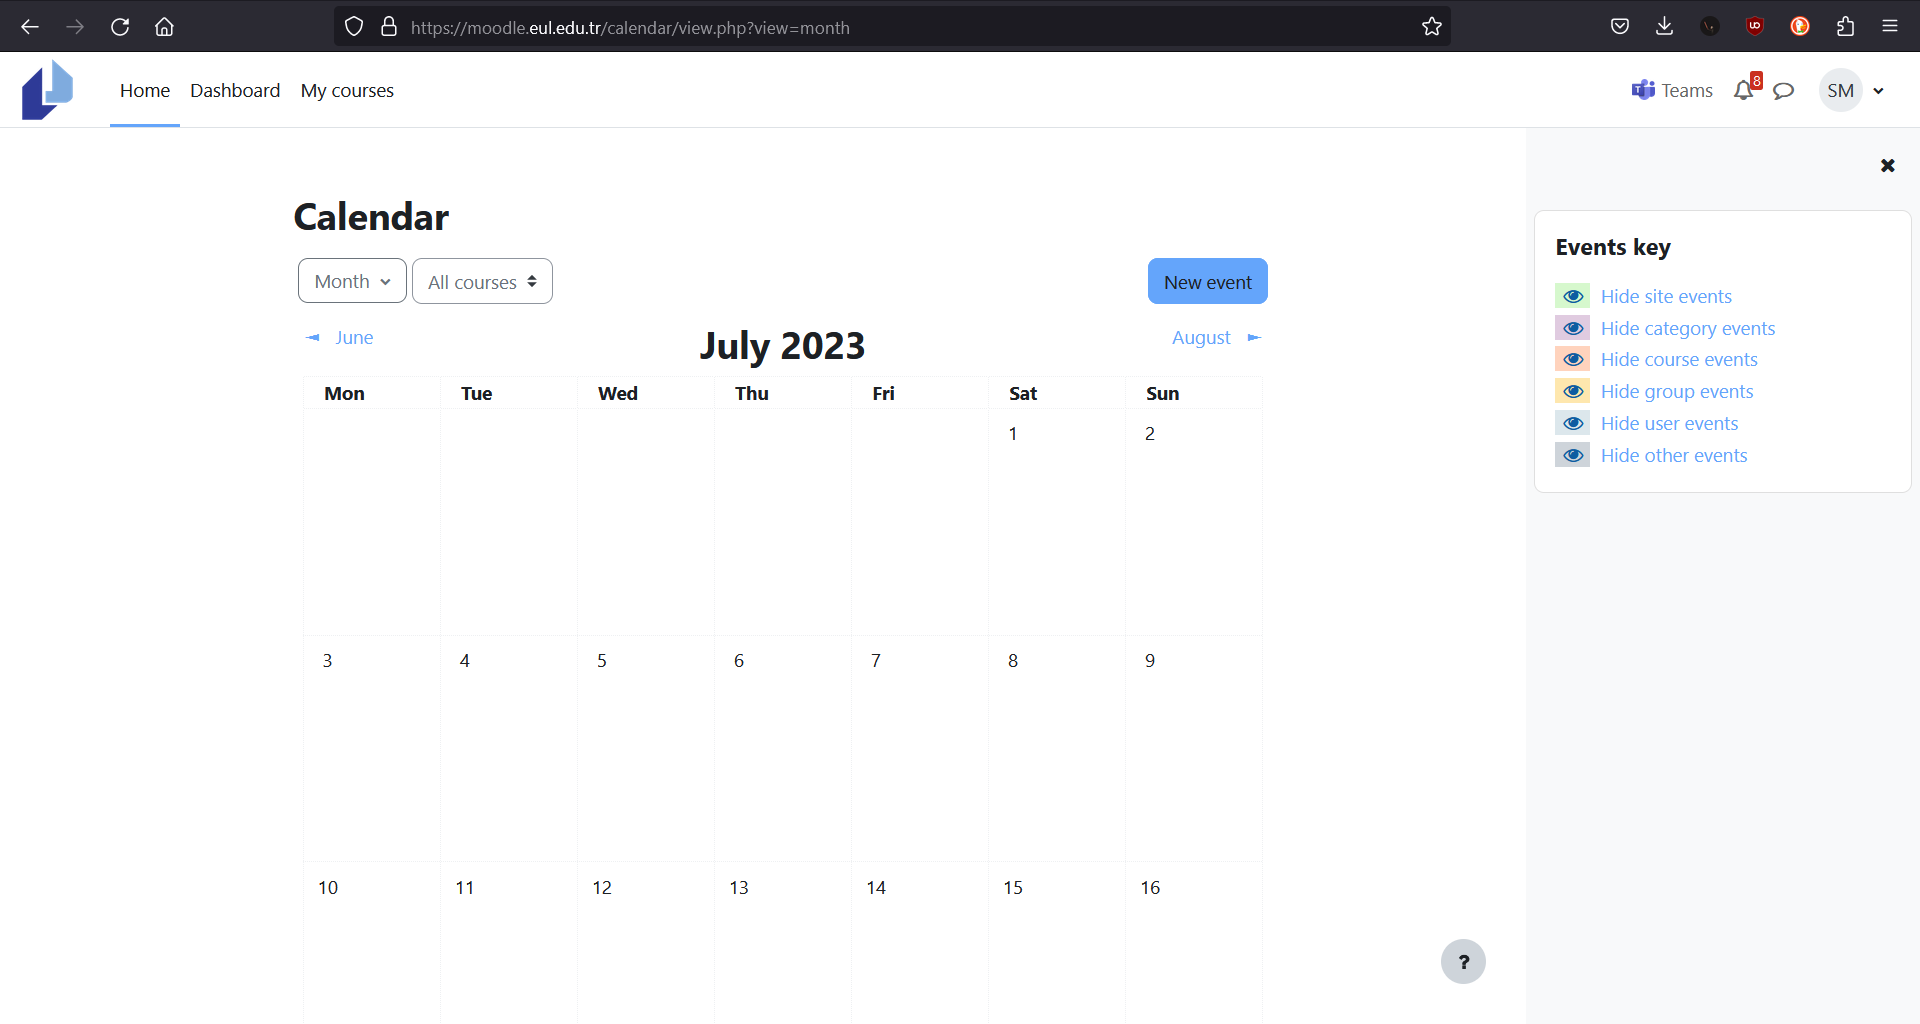 https://moodle.eul.edu.tr/calendar/view.php?view=month
Home Dashboard My courses
Teams 8 SM
Calendar
Month All courses New event
◄ June July 2023 August ►
Mon Tue Wed Thu Fri Sat Sun
1 2
3 4 5 6 7 8 9
10 11 12 13 14 15 16
Events key
Hide site events
Hide category events
Hide course events
Hide group events
Hide user events
Hide other events
?